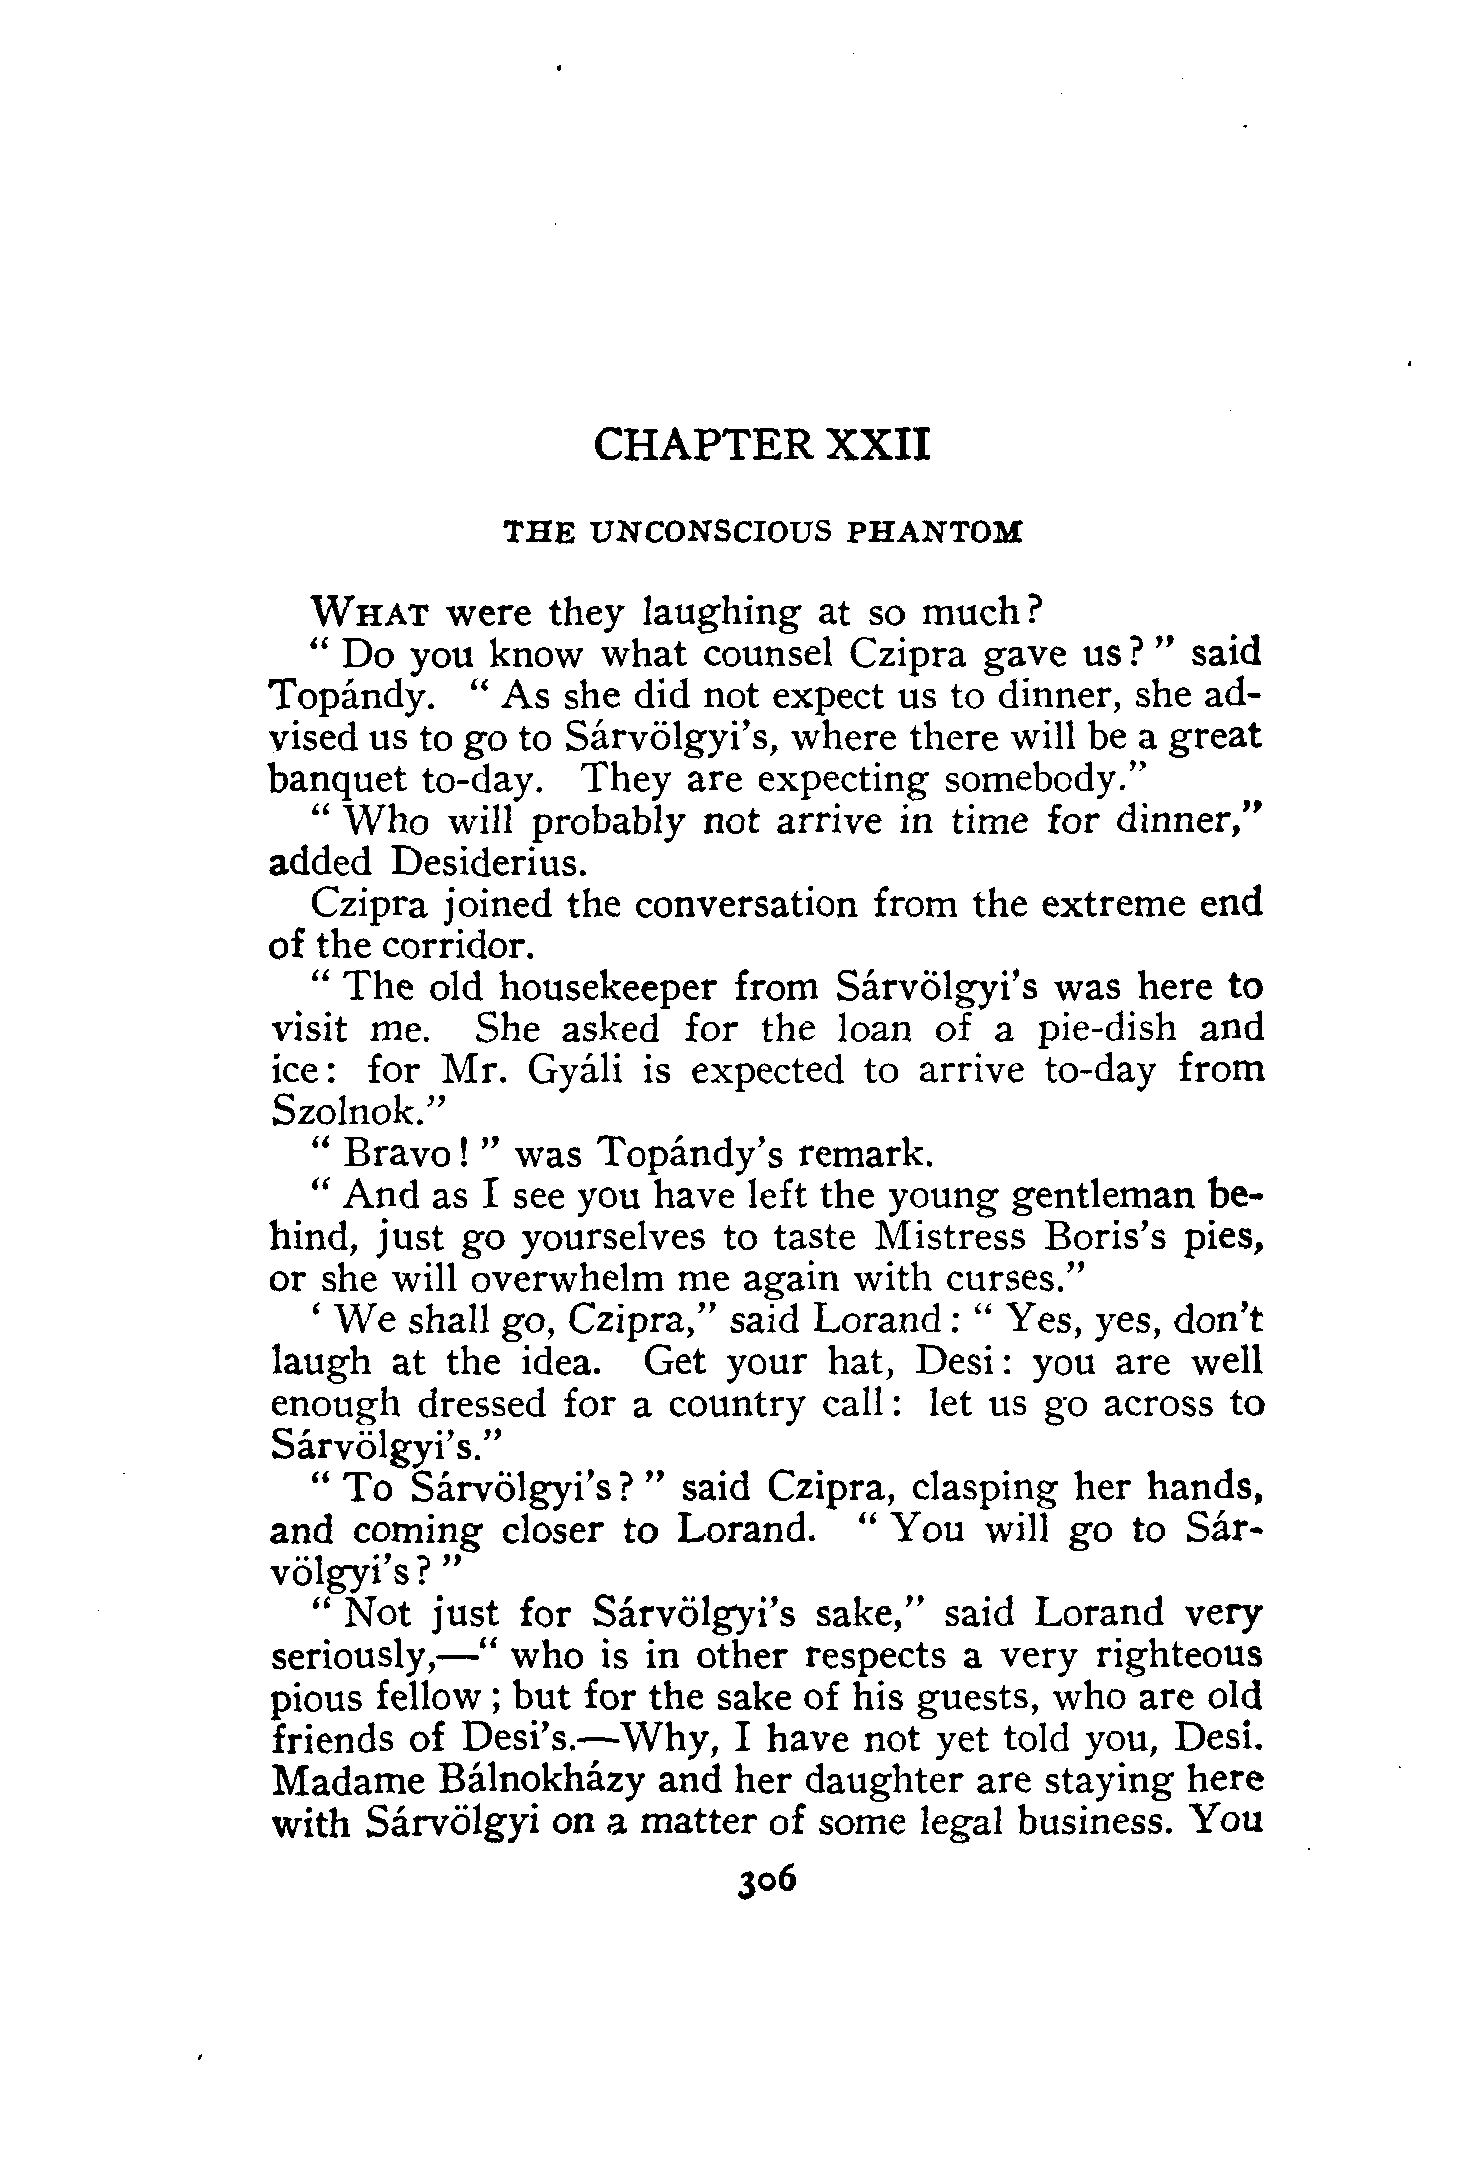 CHAPTER XXII
THE UNCONSCIOUS PHANTOM
WHAT were they laughing at so much?
“ Do you know what counsel Czipra gave us? ” said
Topándy. “ As she did not expect us to dinner, she ad-
vised us to go to Sárvölgyi’s, where there will be a great
banquet to-day. They are expecting somebody.”
“ Who will probably not arrive in time for dinner,”
added Desiderius.
Czipra joined the conversation from the extreme end
of the corridor.
“ The old housekeeper from Sárvölgyi’s was here to
visit me. She asked for the loan of a pie-dish and
ice: for Mr. Gyáli is expected to arrive to-day from
Szolnok.”
“ Bravo! ” was Topándy’s remark.
“ And as I see you have left the young gentleman be-
hind, just go yourselves to taste Mistress Boris’s pies,
or she will overwhelm me again with curses.”
‘ We shall go, Czipra,” said Lorand: “ Yes, yes, don’t
laugh at the idea. Get your hat, Desi: you are well
enough dressed for a country call: let us go across to
Sárvölgyi’s.”
“ To Sárvölgyi’s? ” said Czipra, clasping her hands,
and coming closer to Lorand. “ You will go to Sár-
völgyi’s? ”
“ Not just for Sárvölgyi’s sake,” said Lorand very
seriously,—“ who is in other respects a very righteous
pious fellow; but for the sake of his guests, who are old
friends of Desi’s.—Why, I have not yet told you, Desi.
Madame Bálnokházy and her daughter are staying here
with Sárvölgyi on a matter of some legal business. You
306